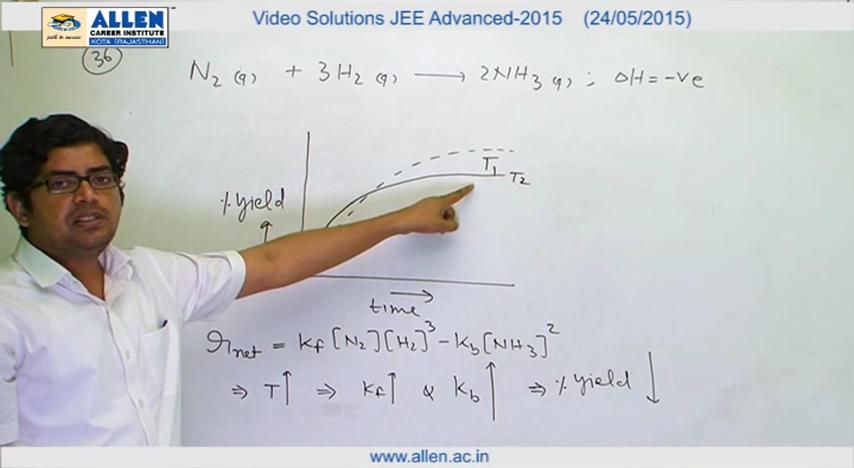 Video Solutions JEE Advanced-2015 (24/05/2015)
ALLEN
CAREER INSTITUTE
KOTA (RAJASTHAN)
path to success
36
N₂(g) + 3H₂(g) ⟶ 2NH₃(g) ; ΔH = -ve
T₁
T₂
% yield ↑
time →
r_net = Kf [N₂][H₂]³ - Kb [NH₃]²
⇒ T↑ ⇒ Kf↑ & Kb↑ ⇒ % yield ↓
www.allen.ac.in